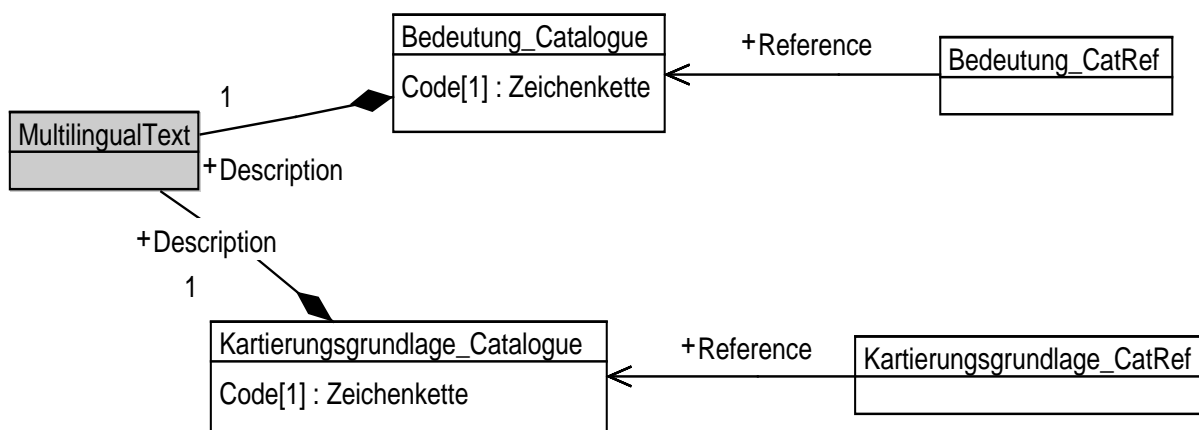 Bedeutung_Catalogue
Code[1] : Zeichenkette
+Reference
Bedeutung_CatRef
1
MultilingualText
+Description
+Description
1
Kartierungsgrundlage_Catalogue
Code[1] : Zeichenkette
+Reference
Kartierungsgrundlage_CatRef